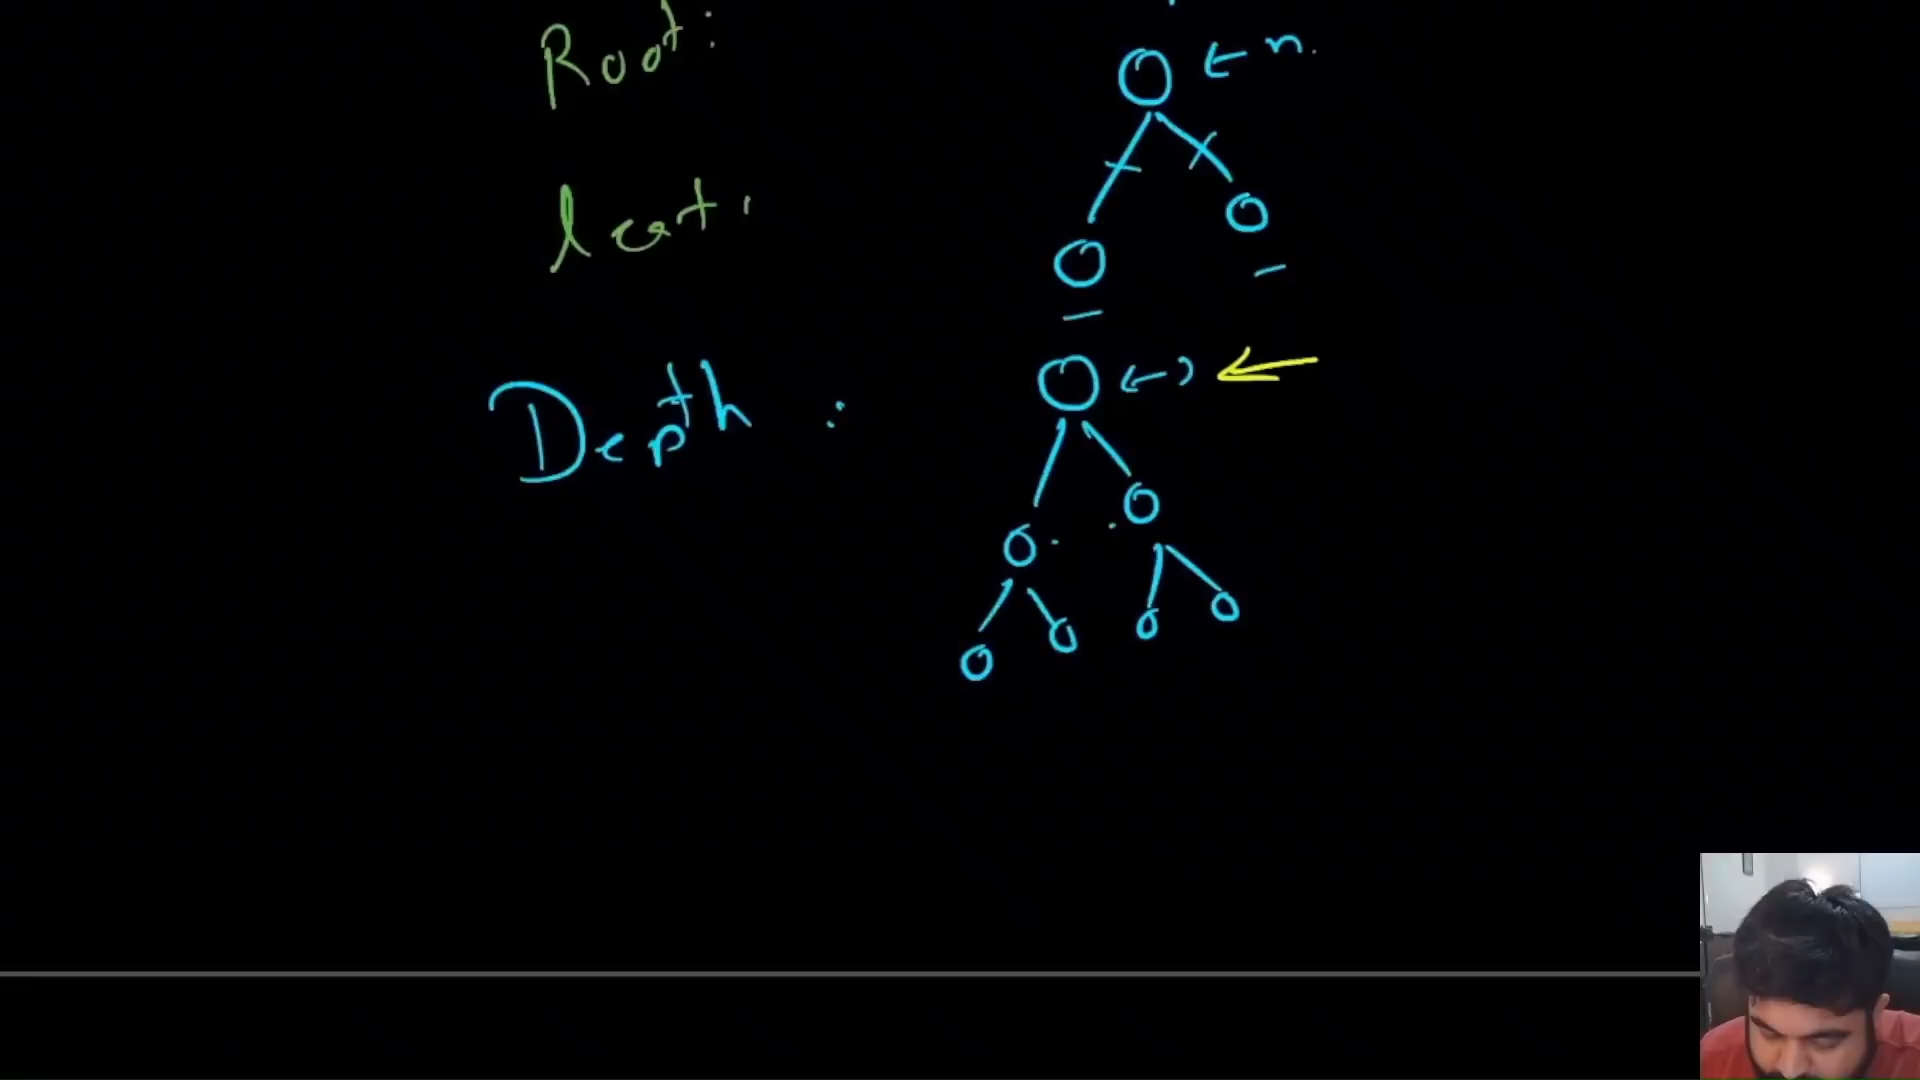 Root:
← n.
leaf.
Depth :